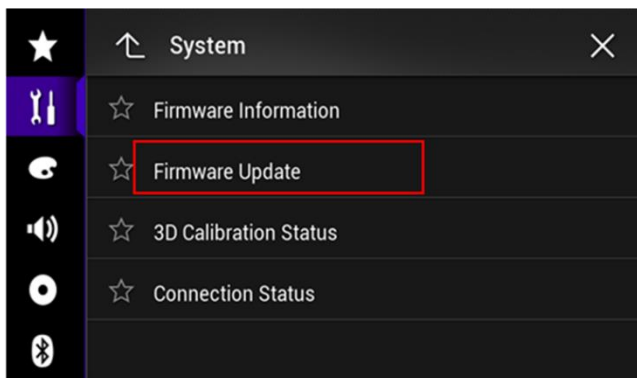 System
Firmware Information
Firmware Update
3D Calibration Status
Connection Status